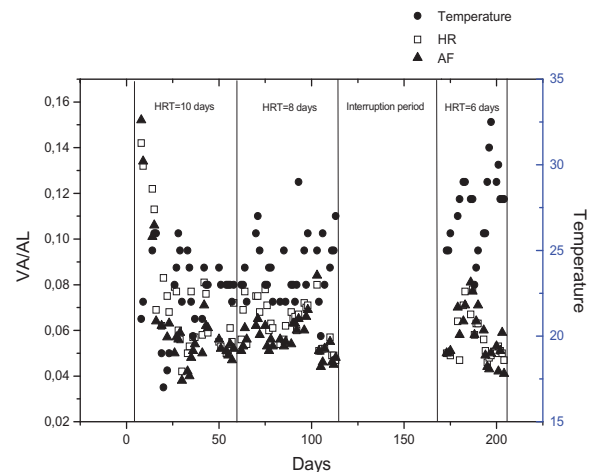 Temperature
HR
AF
HRT=10 days
HRT=8 days
Interruption period
HRT=6 days
0,16
0,14
0,12
0,10
0,08
0,06
0,04
0,02
VA/AL
35
30
25
20
15
Temperature
0
50
100
150
200
Days